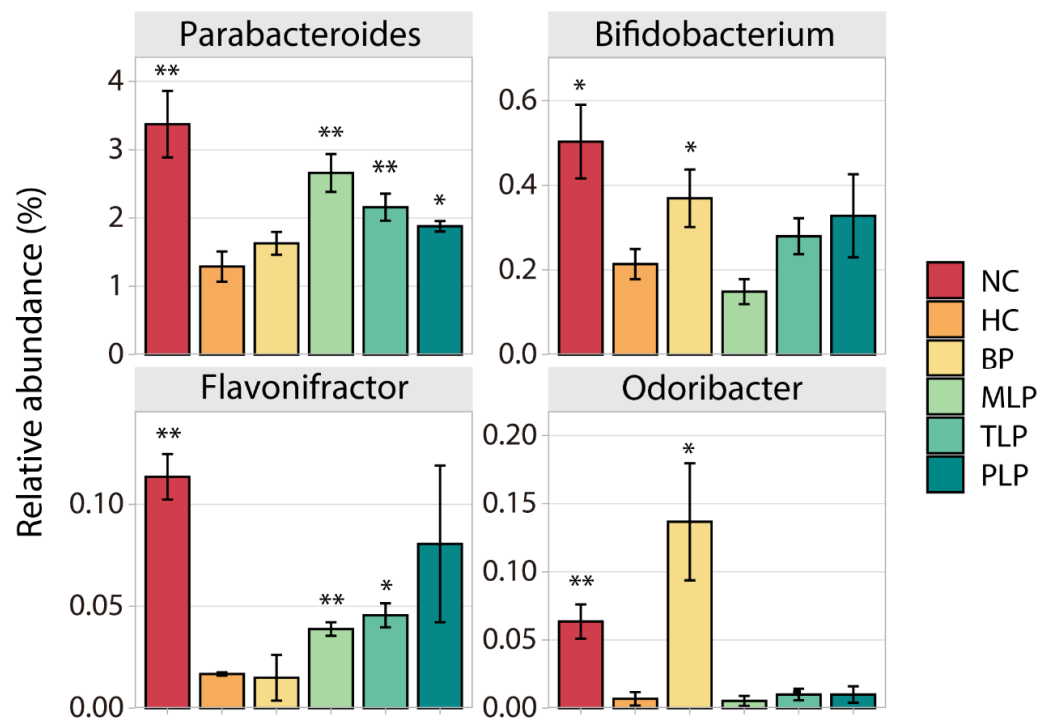 Relative abundance (%)
Parabacteroides
4
3
2
1
0
**
**
**
*
Bifidobacterium
0.6
0.4
0.2
0.0
*
*
Flavonifractor
0.10
0.05
0.00
**
**
*
Odoribacter
0.20
0.15
0.10
0.05
0.00
**
*
NC
HC
BP
MLP
TLP
PLP